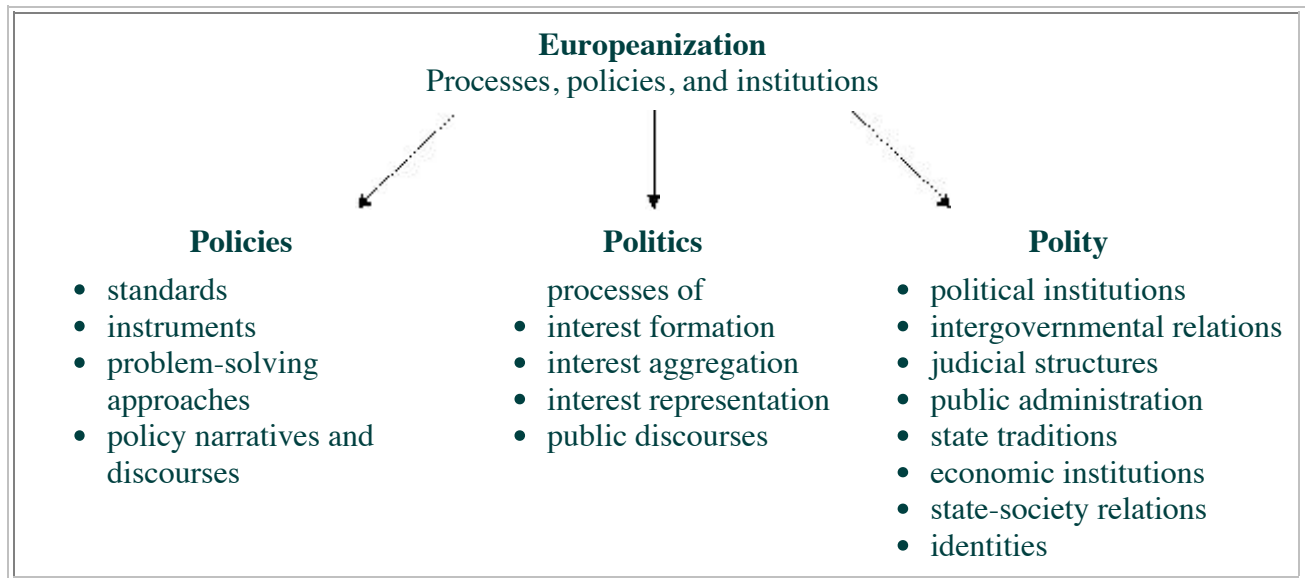 Europeanization
Processes, policies, and institutions
Policies
• standards
• instruments
• problem-solving
approaches
• policy narratives and
discourses
Politics
processes of
• interest formation
• interest aggregation
• interest representation
• public discourses
Polity
• political institutions
• intergovernmental relations
• judicial structures
• public administration
• state traditions
• economic institutions
• state-society relations
• identities